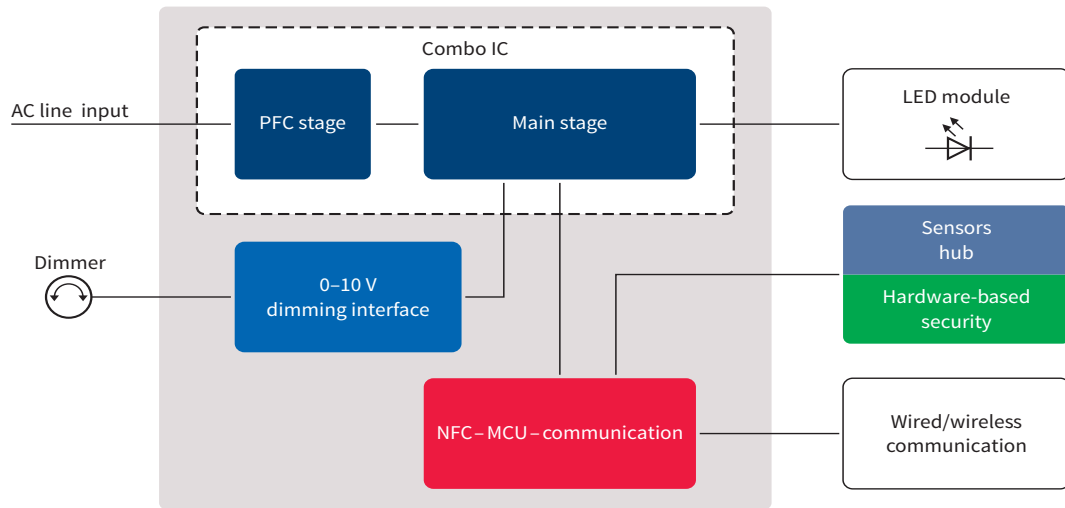 Combo IC
AC line input
PFC stage
Main stage
LED module
Dimmer
0–10 V
dimming interface
Sensors
hub
Hardware-based
security
NFC–MCU–communication
Wired/wireless
communication